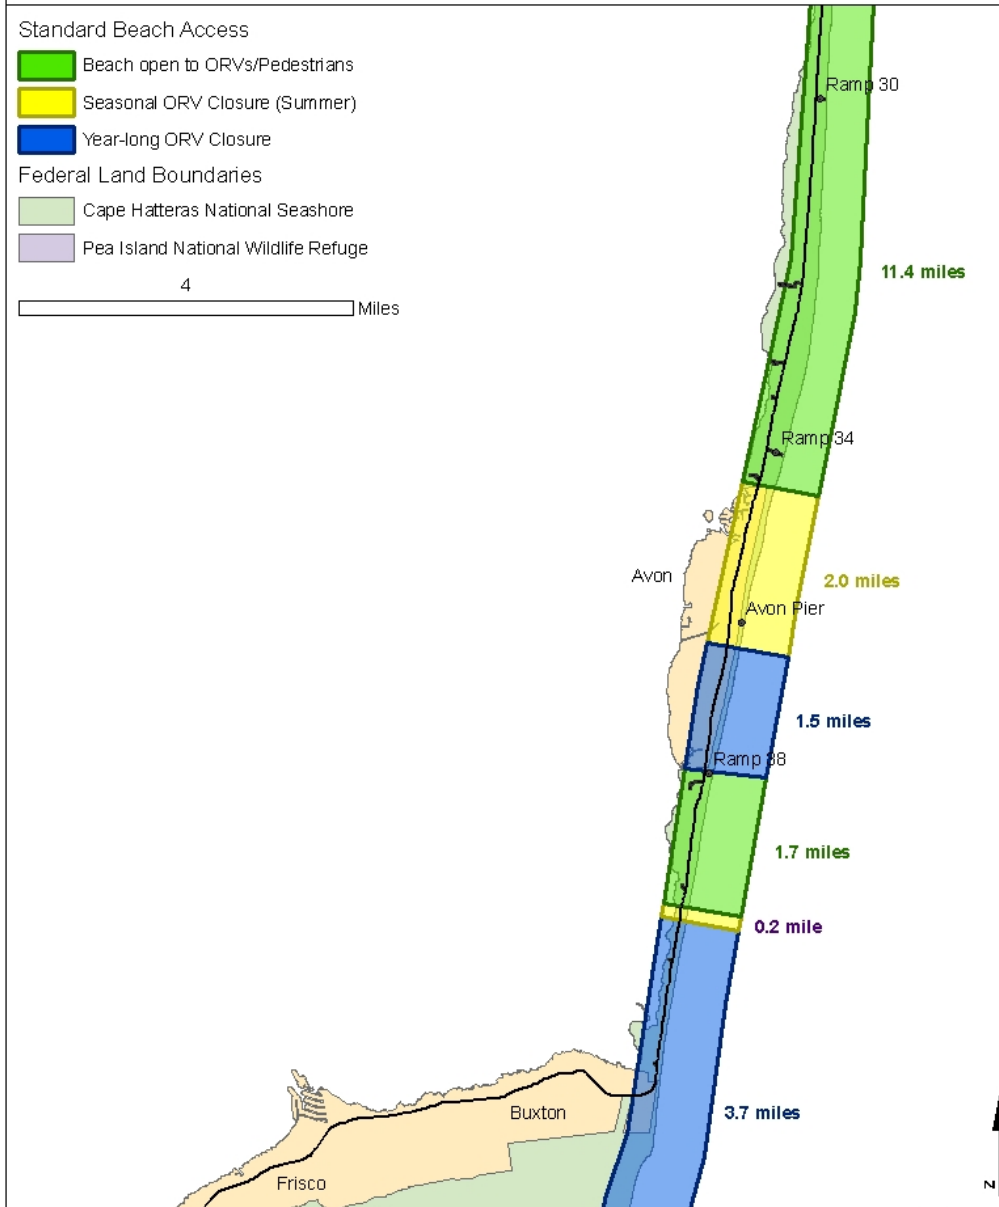 Standard Beach Access
Beach open to ORVs/Pedestrians
Seasonal ORV Closure (Summer)
Year-long ORV Closure
Federal Land Boundaries
Cape Hatteras National Seashore
Pea Island National Wildlife Refuge
4
Miles
Ramp 30
11.4 miles
Ramp 34
Avon
2.0 miles
Avon Pier
1.5 miles
Ramp 38
1.7 miles
0.2 mile
Buxton
3.7 miles
Frisco
N